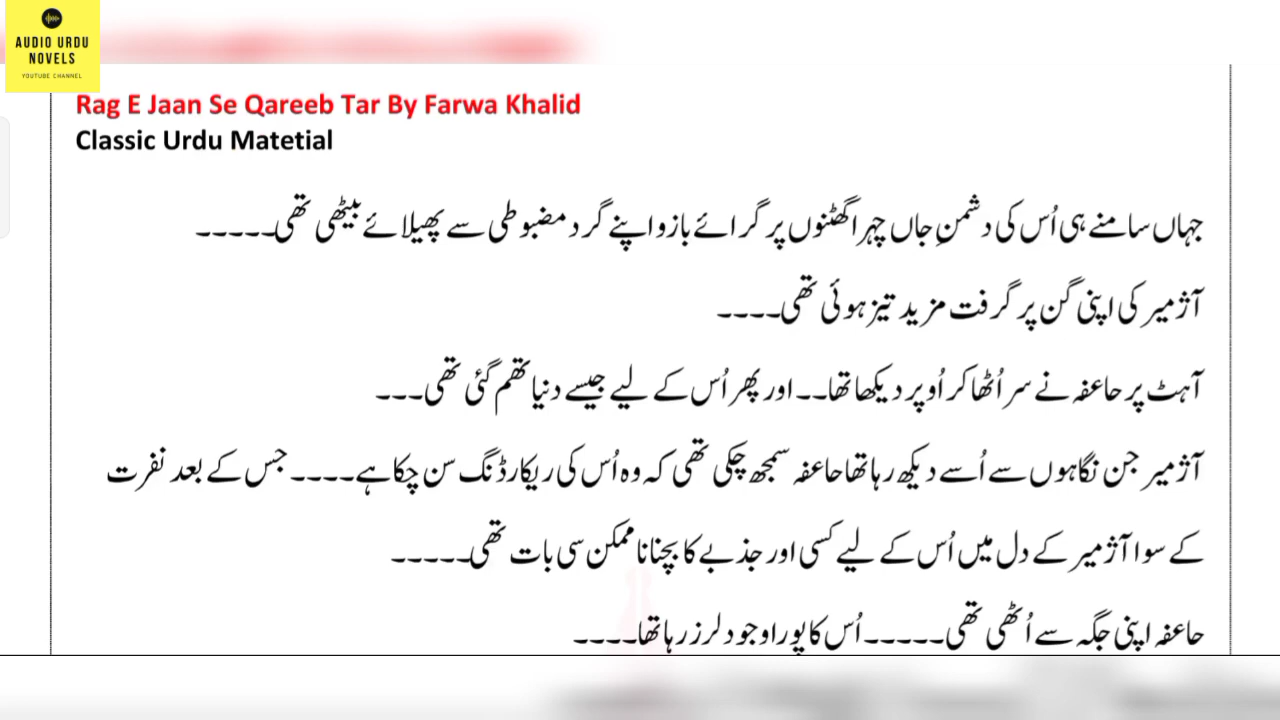 AUDIO URDU
NOVELS
YOUTUBE CHANNEL
Rag E Jaan Se Qareeb Tar By Farwa Khalid
Classic Urdu Matetial
جہاں سامنے ہی اُس کی دشمنِ جاں چہرا گھٹنوں پر گرائے بازو اپنے گرد مضبوطی سے پھیلائے بیٹھی تھی۔۔۔۔۔
آژمیر کی اپنی گن پر گرفت مزید تیز ہوئی تھی۔۔۔۔
آہٹ پر حاعفہ نے سر اُٹھا کر اُوپر دیکھا تھا۔۔ اور پھر اُس کے لیے جیسے دنیا تھم گئی تھی۔۔۔
آژمیر جن نگاہوں سے اُسے دیکھ رہا تھا حاعفہ سمجھ چکی تھی کہ وہ اُس کی ریکارڈنگ سن چکا ہے۔۔۔۔ جس کے بعد نفرت
کے سوا آژمیر کے دل میں اُس کے لیے کسی اور جذبے کا بچنا ناممکن سی بات تھی۔۔۔۔۔
حاعفہ اپنی جگہ سے اُٹھی تھی۔۔۔۔۔ اُس کا پورا وجود لرز رہا تھا۔۔۔۔